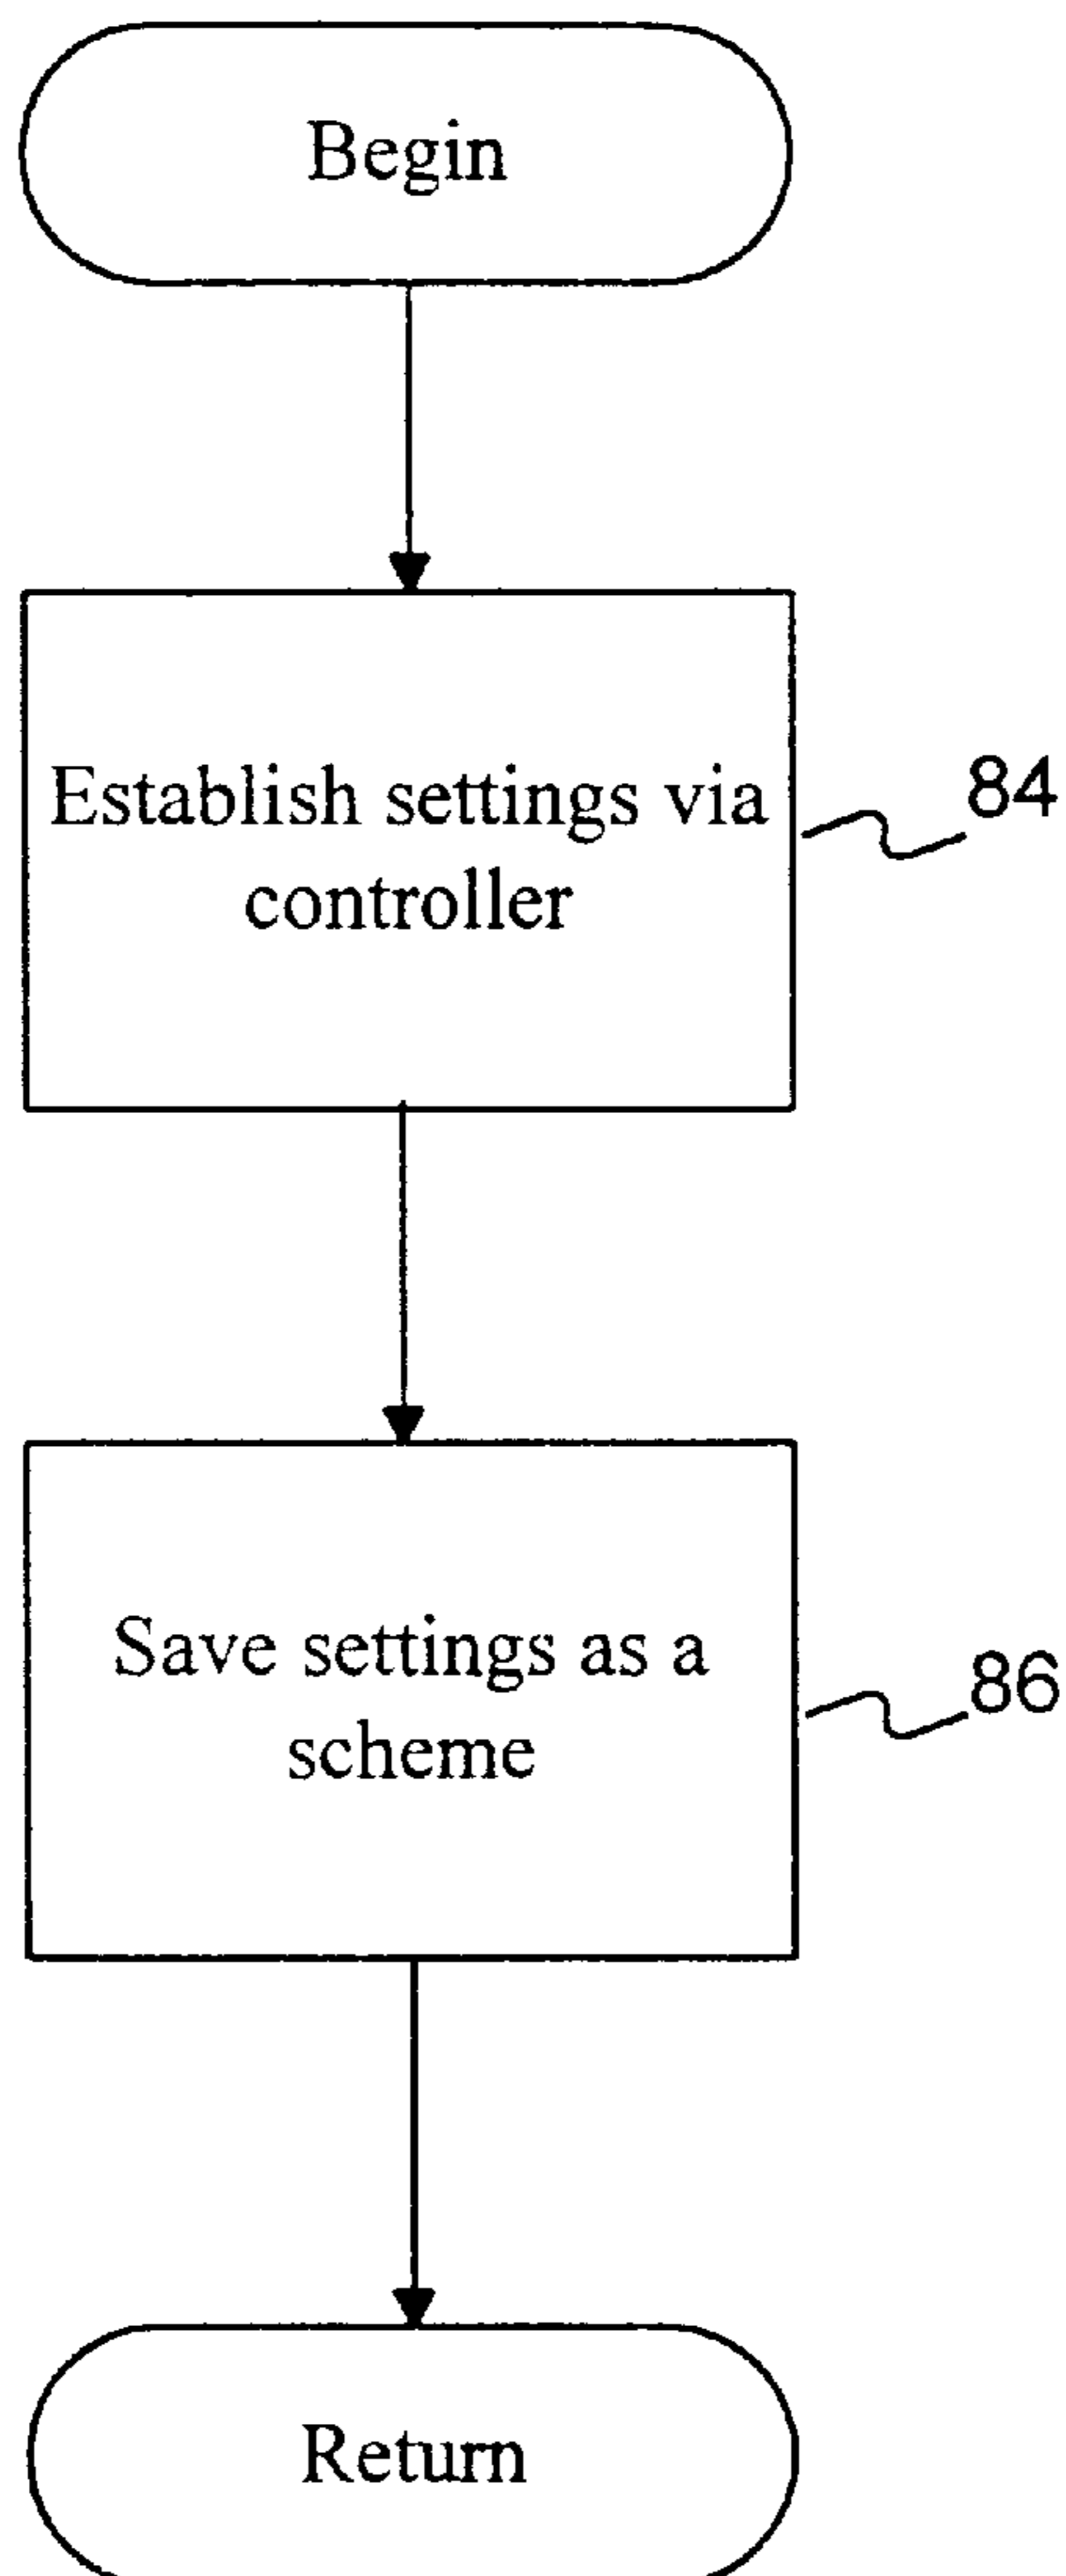 Begin
Establish settings via
controller
84
Save settings as a
scheme
86
Return